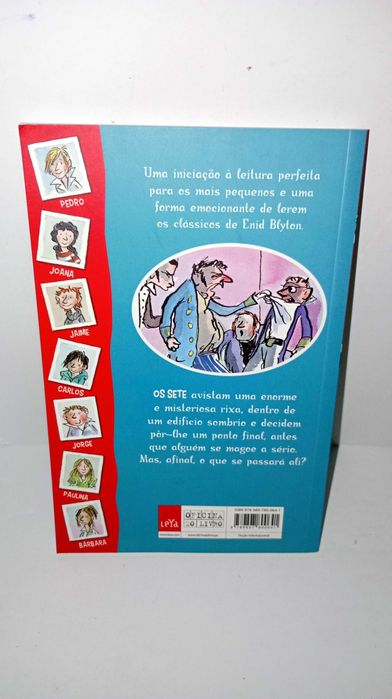 Uma iniciação à leitura perfeita
para os mais pequenos e uma
forma emocionante de lerem
os clássicos de Enid Blyton.
PEDRO
JOANA
JAIME
CARLOS
JORGE
PAULINA
BÁRBARA
OS SETE avistam uma enorme
e misteriosa rixa, dentro de
um edifício sombrio e decidem
pôr-lhe um ponto final, antes
que alguém se magoe a sério.
Mas, afinal, o que se passará ali?
LEYA
OFICINA
DO LIVRO